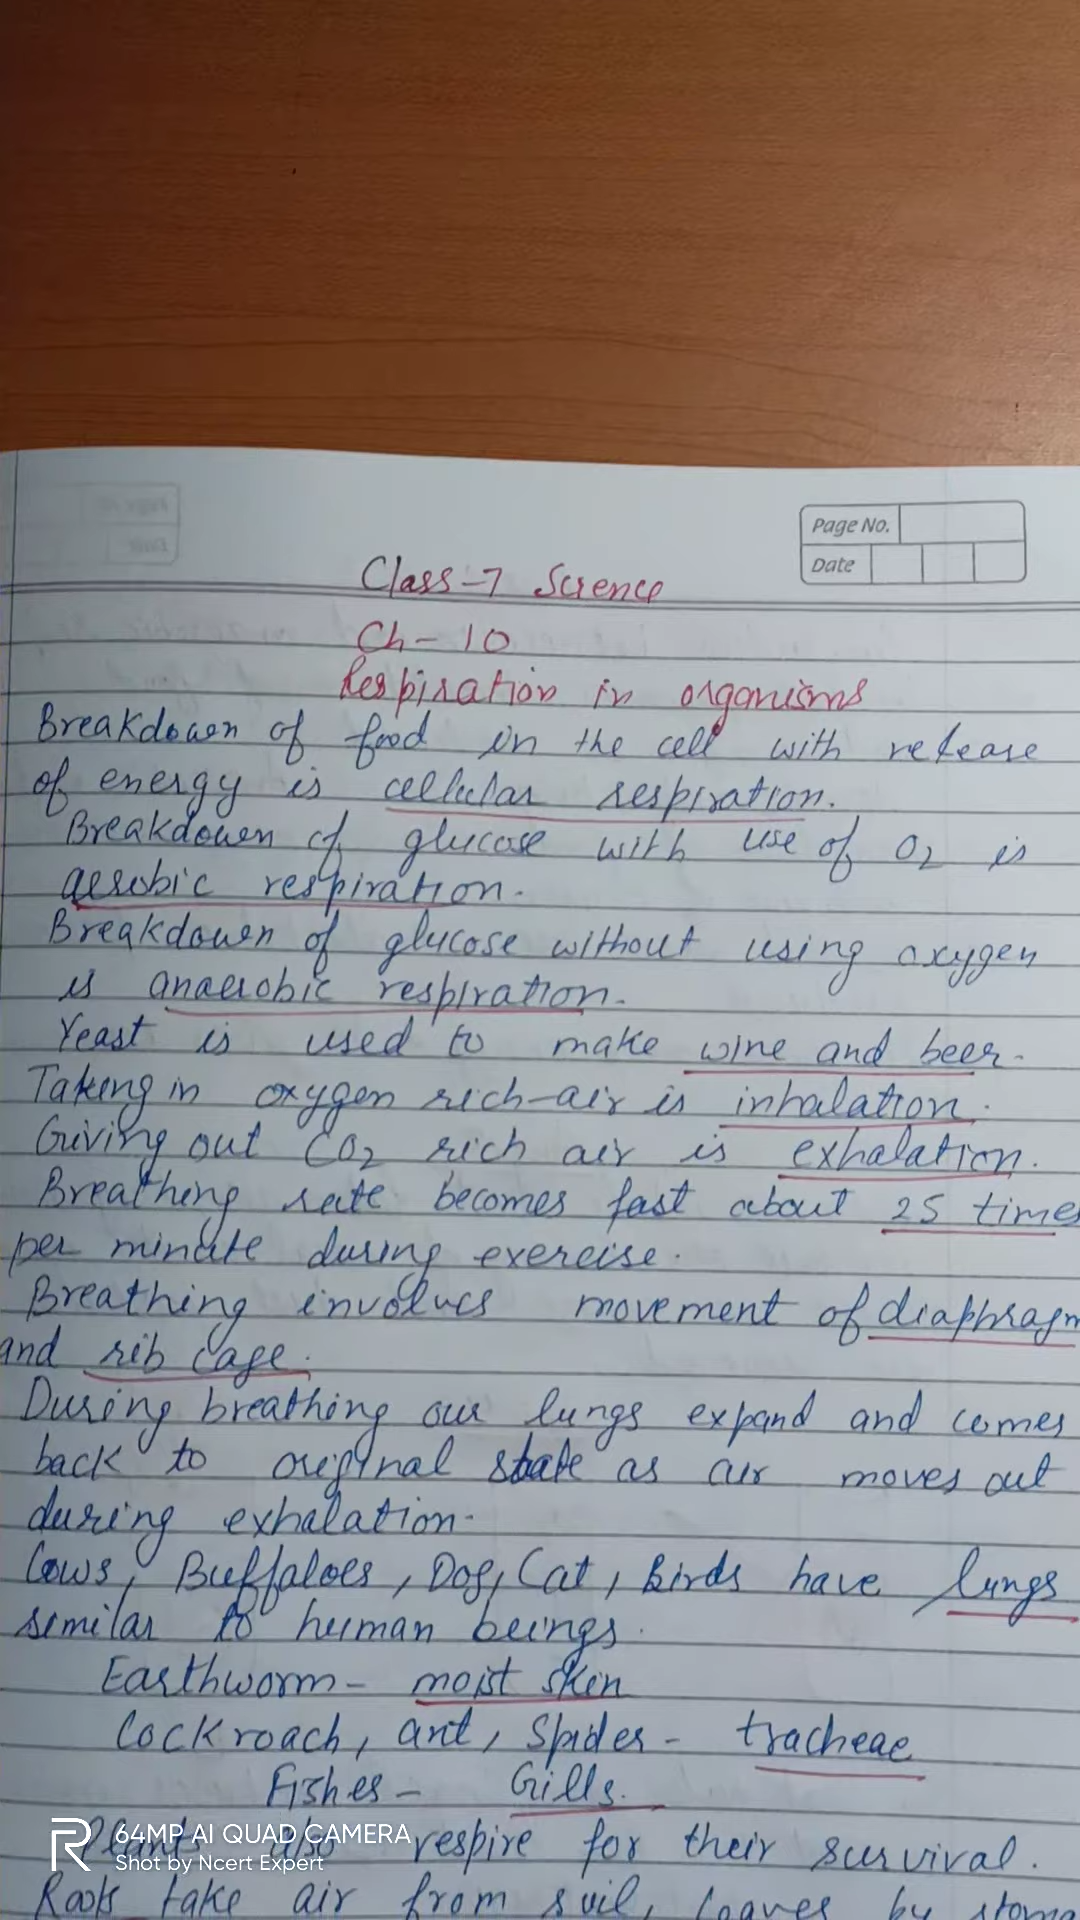 Page No.
Date
Class-7 Science
Ch-10
Respiration in organisms
Breakdown of food in the cell with release
of energy is cellular respiration.
Breakdown of glucose with use of O2 is
aerobic respiration.
Breakdown of glucose without using oxygen
is anaerobic respiration.
Yeast is used to make wine and beer.
Taking in oxygen rich-air is inhalation.
Giving out CO2 rich air is exhalation.
Breathing rate becomes fast about 25 times
per minute during exercise.
Breathing involves movement of diaphragm
and rib cage.
During breathing our lungs expand and comes
back to original state as air moves out
during exhalation.
Cows, Buffaloes, Dog, Cat, Birds have lungs
similar to human beings.
Earthworm - moist skin
Cockroach, ant, Spider - tracheae
Fishes - Gills.
Plants also respire for their survival.
64MP AI QUAD CAMERA
Shot by Ncert Expert
Roots take air from soil, leaves by stoma